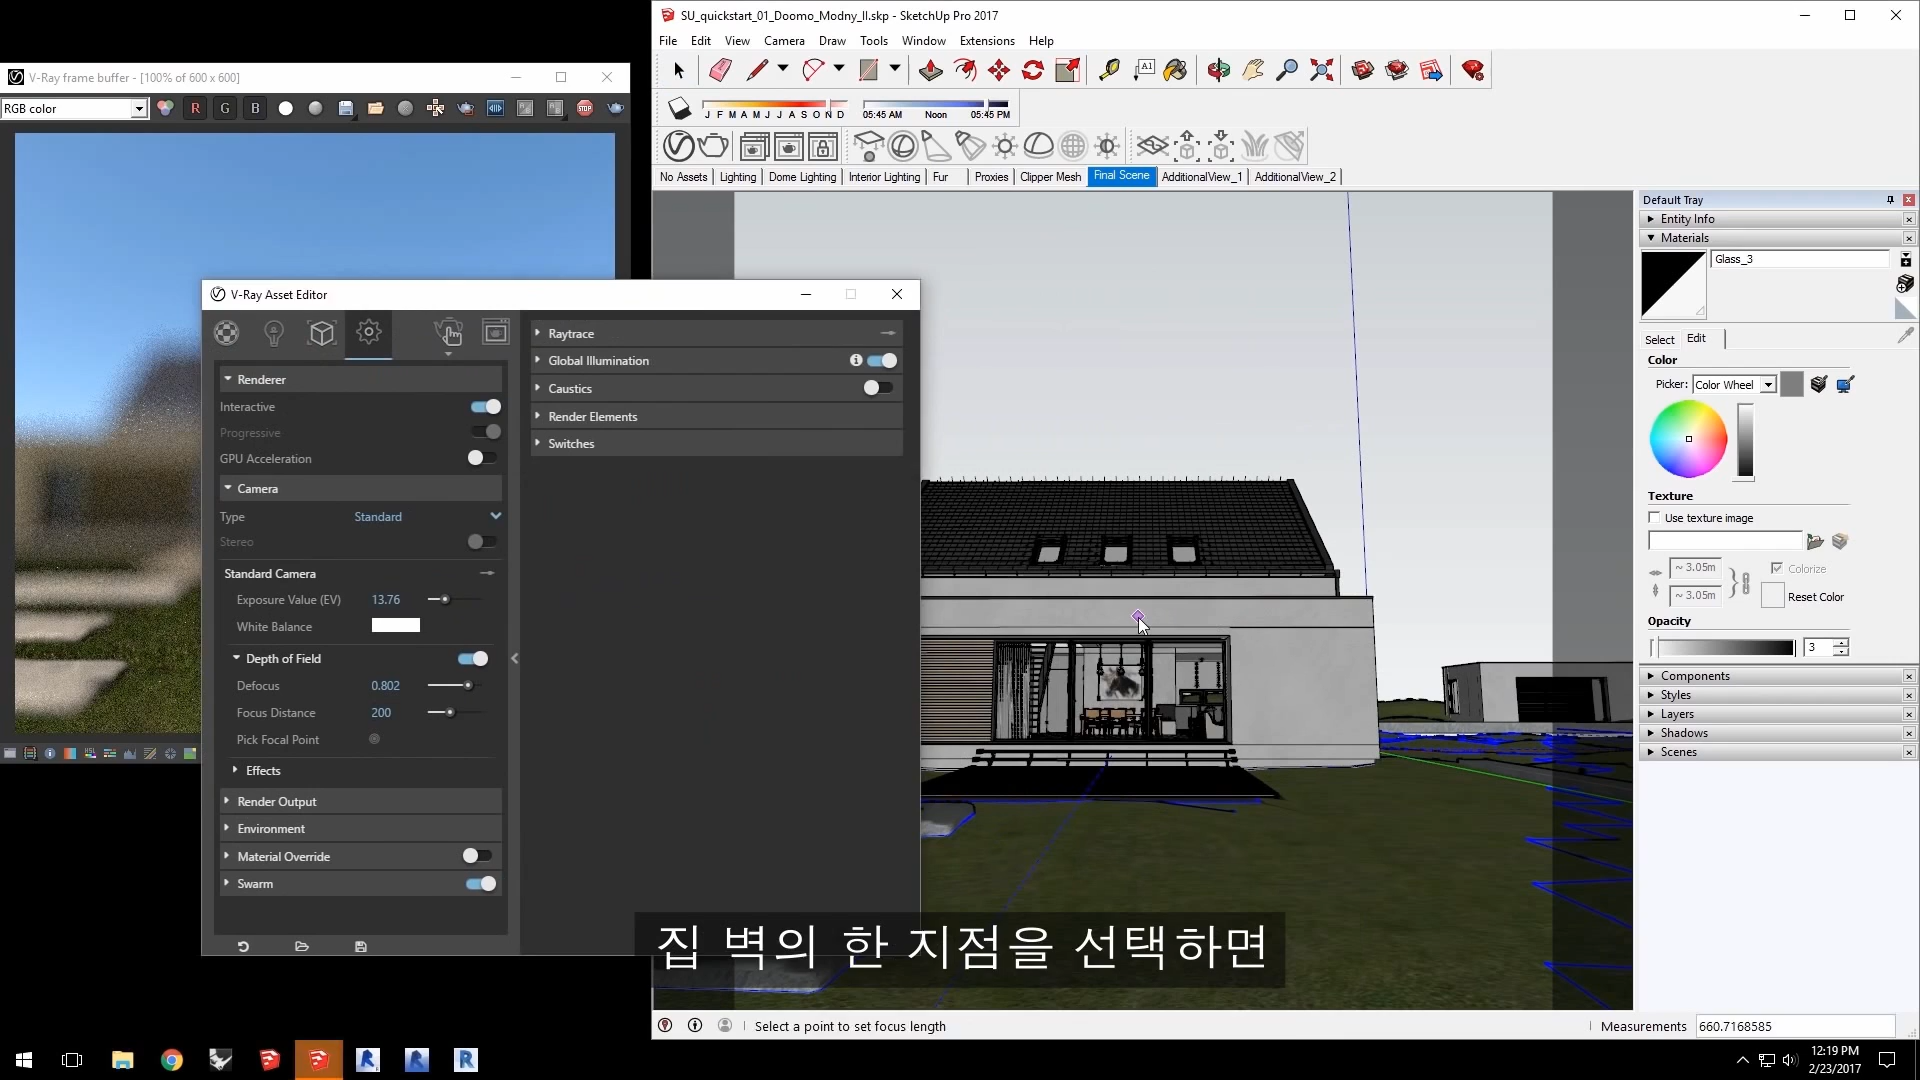 SU_quickstart_01_Doomo_Modny_II.skp - SketchUp Pro 2017
File Edit View Camera Draw Tools Window Extensions Help
V-Ray frame buffer - [100% of 600 x 600]
RGB color
R G B
STOP
A1
J F M A M J J A S O N D
05:45 AM Noon 05:45 PM
No Assets Lighting Dome Lighting Interior Lighting Fur Proxies Clipper Mesh Final Scene AdditionalView_1 AdditionalView_2
V-Ray Asset Editor
Renderer
Interactive
Progressive
GPU Acceleration
Camera
Type Standard
Stereo
Standard Camera
Exposure Value (EV) 13.76
White Balance
Depth of Field
Defocus 0.802
Focus Distance 200
Pick Focal Point
Effects
Render Output
Environment
Material Override
Swarm
Raytrace
Global Illumination
Caustics
Render Elements
Switches
Default Tray
Entity Info
Materials
Glass_3
Select Edit
Color
Picker: Color Wheel
Texture
Use texture image
~ 3.05m
Colorize
~ 3.05m
Reset Color
Opacity
3
Components
Styles
Layers
Shadows
Scenes
집 벽의 한 지점을 선택하면
Select a point to set focus length
Measurements 660.7168585
12:19 PM
2/23/2017